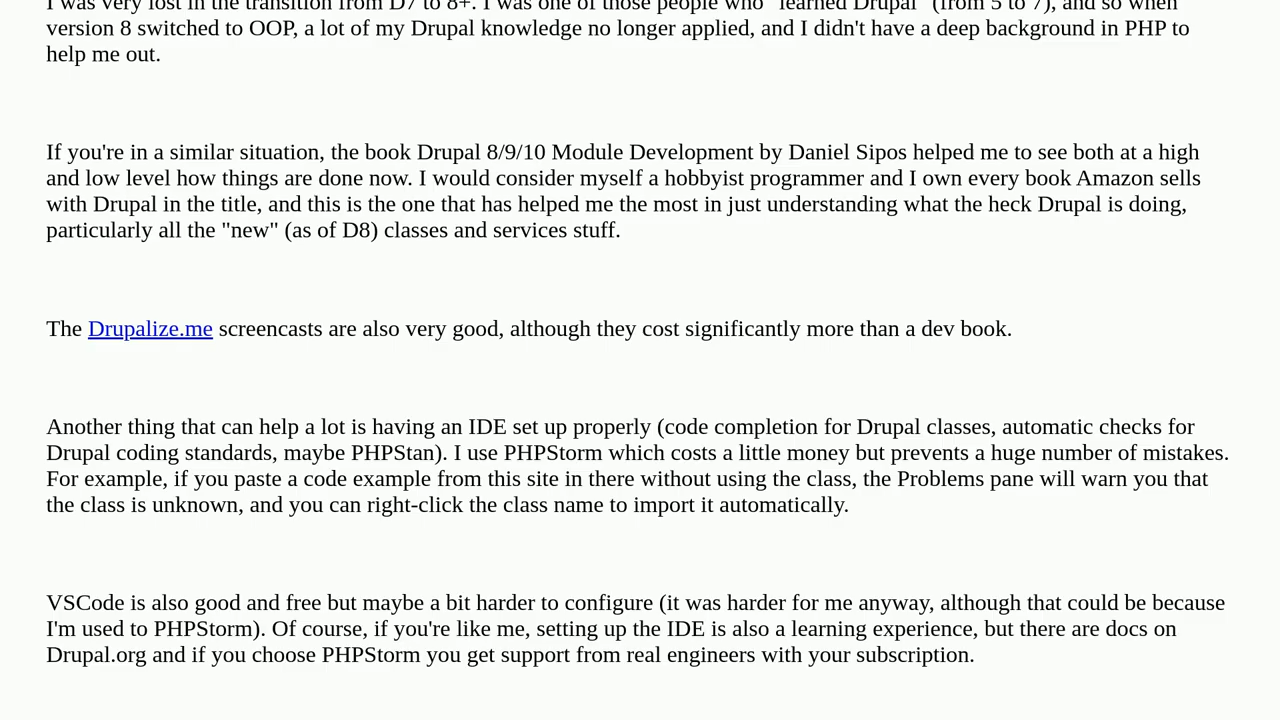 I was very lost in the transition from D7 to 8+. I was one of those people who "learned Drupal" (from 5 to 7), and so when
version 8 switched to OOP, a lot of my Drupal knowledge no longer applied, and I didn't have a deep background in PHP to
help me out.
If you're in a similar situation, the book Drupal 8/9/10 Module Development by Daniel Sipos helped me to see both at a high
and low level how things are done now. I would consider myself a hobbyist programmer and I own every book Amazon sells
with Drupal in the title, and this is the one that has helped me the most in just understanding what the heck Drupal is doing,
particularly all the "new" (as of D8) classes and services stuff.
The Drupalize.me screencasts are also very good, although they cost significantly more than a dev book.
Another thing that can help a lot is having an IDE set up properly (code completion for Drupal classes, automatic checks for
Drupal coding standards, maybe PHPStan). I use PHPStorm which costs a little money but prevents a huge number of mistakes.
For example, if you paste a code example from this site in there without using the class, the Problems pane will warn you that
the class is unknown, and you can right-click the class name to import it automatically.
VSCode is also good and free but maybe a bit harder to configure (it was harder for me anyway, although that could be because
I'm used to PHPStorm). Of course, if you're like me, setting up the IDE is also a learning experience, but there are docs on
Drupal.org and if you choose PHPStorm you get support from real engineers with your subscription.